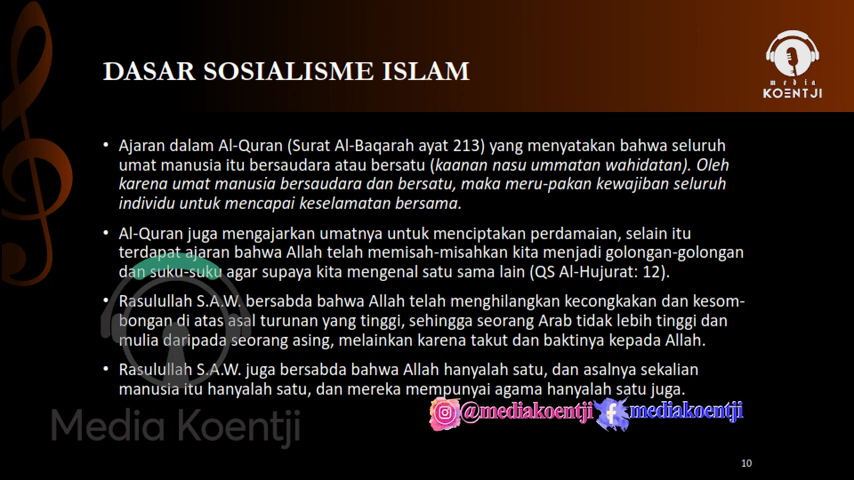 DASAR SOSIALISME ISLAM
media
KOENTJI
• Ajaran dalam Al-Quran (Surat Al-Baqarah ayat 213) yang menyatakan bahwa seluruh
umat manusia itu bersaudara atau bersatu (kaanan nasu ummatan wahidatan). Oleh
karena umat manusia bersaudara dan bersatu, maka meru-pakan kewajiban seluruh
individu untuk mencapai keselamatan bersama.
• Al-Quran juga mengajarkan umatnya untuk menciptakan perdamaian, selain itu
terdapat ajaran bahwa Allah telah memisah-misahkan kita menjadi golongan-golongan
dan suku-suku agar supaya kita mengenal satu sama lain (QS Al-Hujurat: 12).
• Rasulullah S.A.W. bersabda bahwa Allah telah menghilangkan kecongkakan dan kesom-
bongan di atas asal turunan yang tinggi, sehingga seorang Arab tidak lebih tinggi dan
mulia daripada seorang asing, melainkan karena takut dan baktinya kepada Allah.
• Rasulullah S.A.W. juga bersabda bahwa Allah hanyalah satu, dan asalnya sekalian
manusia itu hanyalah satu, dan mereka mempunyai agama hanyalah satu juga.
@mediakoentji mediakoentji
Media Koentji
10